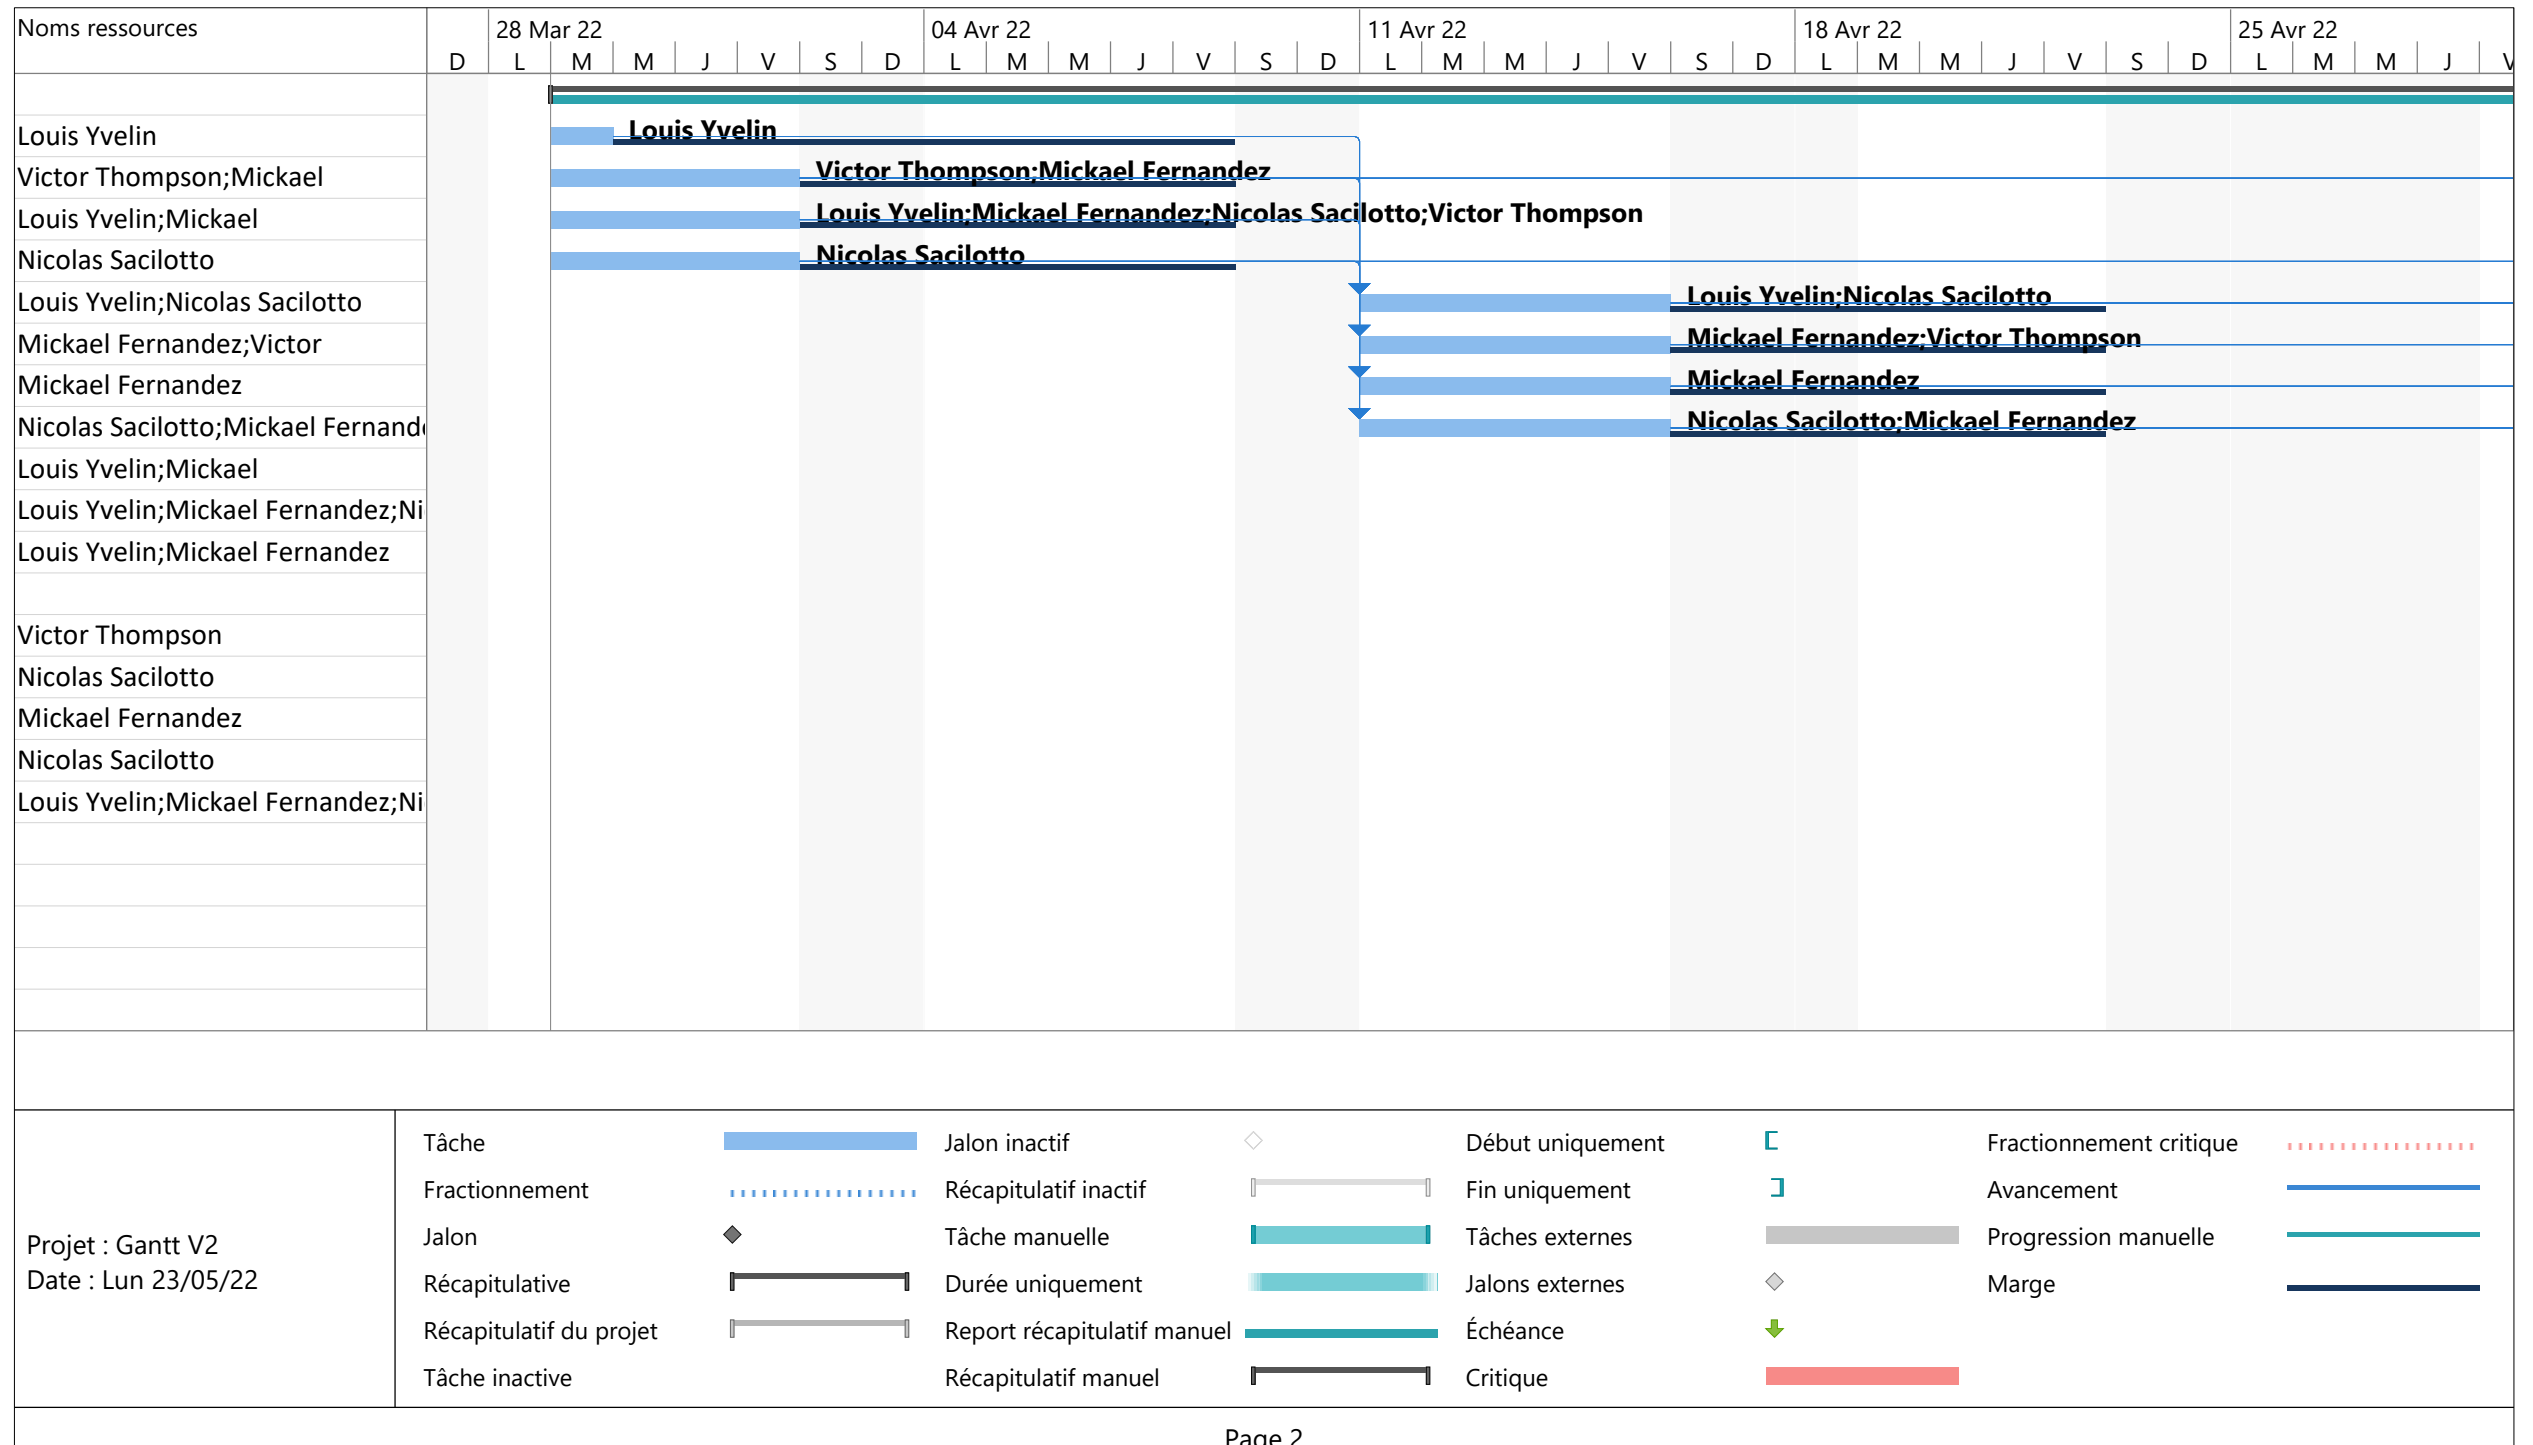 Noms ressources
28 Mar 22 04 Avr 22 11 Avr 22 18 Avr 22 25 Avr 22
D L M M J V S D L M M J V S D L M M J V S D L M M J V S D L M M J V
Louis Yvelin
Louis Yvelin
Victor Thompson;Mickael
Victor Thompson;Mickael Fernandez
Louis Yvelin;Mickael
Louis Yvelin;Mickael Fernandez;Nicolas Sacilotto;Victor Thompson
Nicolas Sacilotto
Nicolas Sacilotto
Louis Yvelin;Nicolas Sacilotto
Louis Yvelin;Nicolas Sacilotto
Mickael Fernandez;Victor
Mickael Fernandez;Victor Thompson
Mickael Fernandez
Mickael Fernandez
Nicolas Sacilotto;Mickael Fernand
Nicolas Sacilotto;Mickael Fernandez
Louis Yvelin;Mickael
Louis Yvelin;Mickael Fernandez;Ni
Louis Yvelin;Mickael Fernandez
Victor Thompson
Nicolas Sacilotto
Mickael Fernandez
Nicolas Sacilotto
Louis Yvelin;Mickael Fernandez;Ni
Projet : Gantt V2
Date : Lun 23/05/22
Tâche
Fractionnement
Jalon
Récapitulative
Récapitulatif du projet
Tâche inactive
Jalon inactif
Récapitulatif inactif
Tâche manuelle
Durée uniquement
Report récapitulatif manuel
Récapitulatif manuel
Début uniquement
Fin uniquement
Tâches externes
Jalons externes
Échéance
Critique
Fractionnement critique
Avancement
Progression manuelle
Marge
Page 2